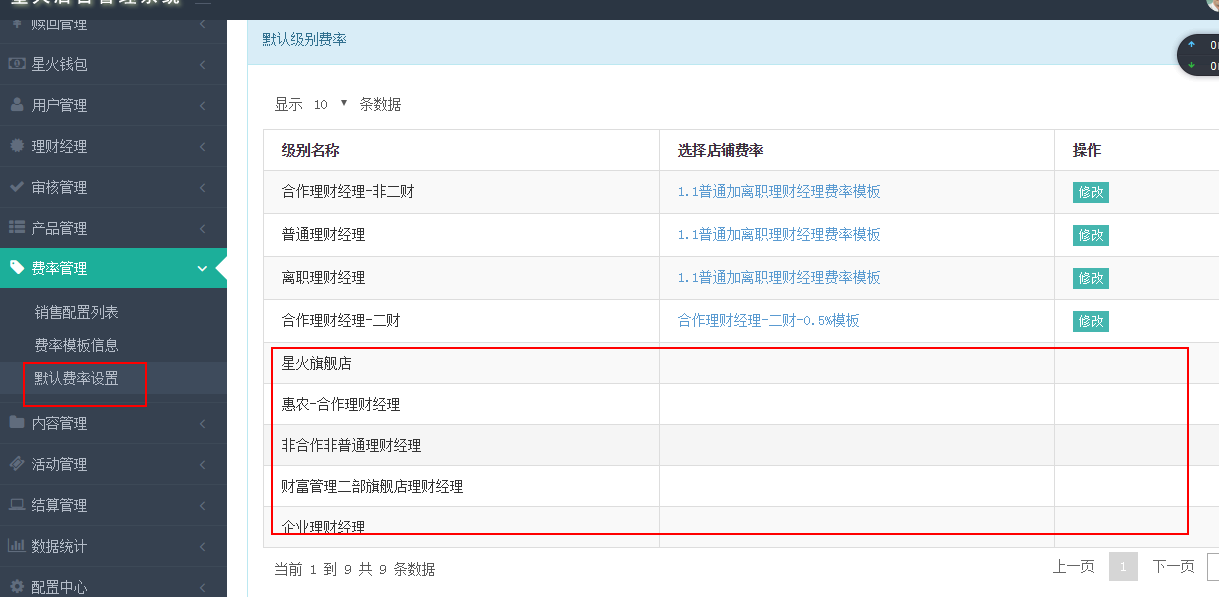 赎回管理
星火钱包
用户管理
理财经理
审核管理
产品管理
费率管理
销售配置列表
费率模板信息
默认费率设置
内容管理
活动管理
结算管理
数据统计
配置中心
默认级别费率
显示 10 条数据
级别名称 选择店铺费率 操作
合作理财经理-非二财 1.1普通加离职理财经理费率模板 修改
普通理财经理 1.1普通加离职理财经理费率模板 修改
离职理财经理 1.1普通加离职理财经理费率模板 修改
合作理财经理-二财 合作理财经理-二财-0.5%模板 修改
星火旗舰店
惠农-合作理财经理
非合作非普通理财经理
财富管理二部旗舰店理财经理
企业理财经理
当前 1 到 9 共 9 条数据
上一页 1 下一页